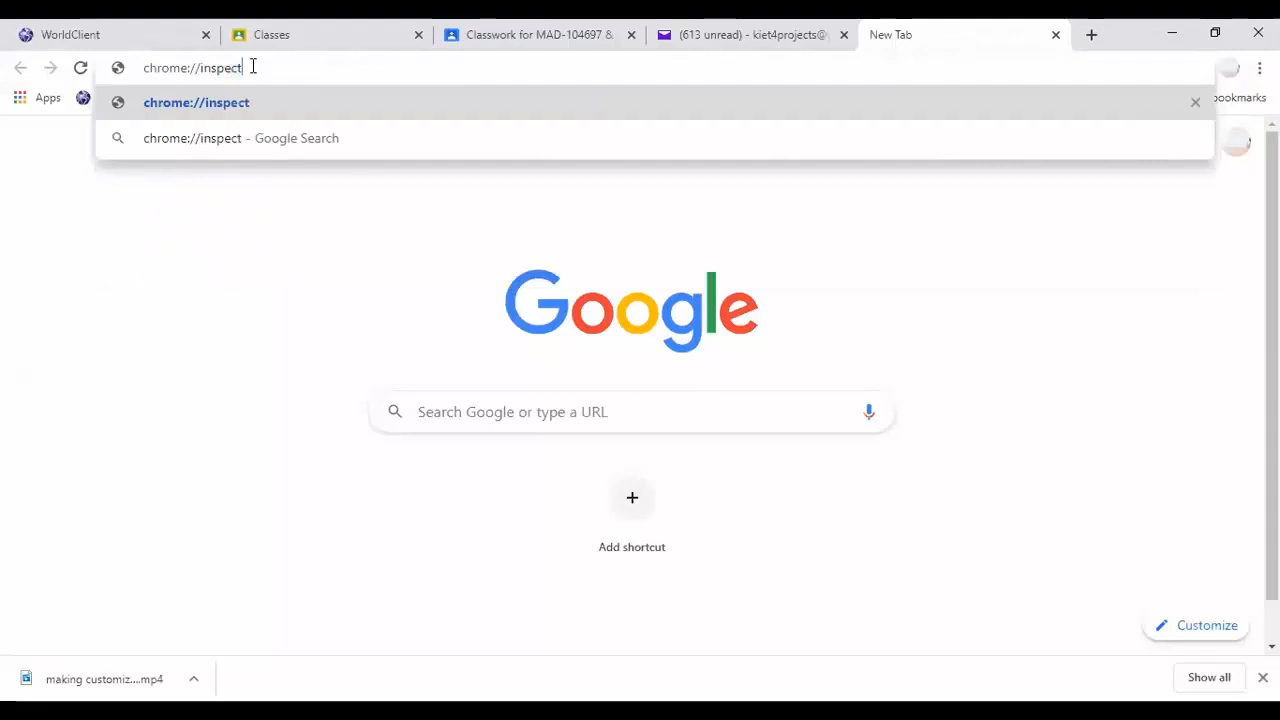 WorldClient
Classes
Classwork for MAD-104697 &
(613 unread) - kiet4projects@
New Tab
chrome://inspect
Apps
bookmarks
chrome://inspect
chrome://inspect - Google Search
Google
Search Google or type a URL
Add shortcut
Customize
making customiz....mp4
Show all